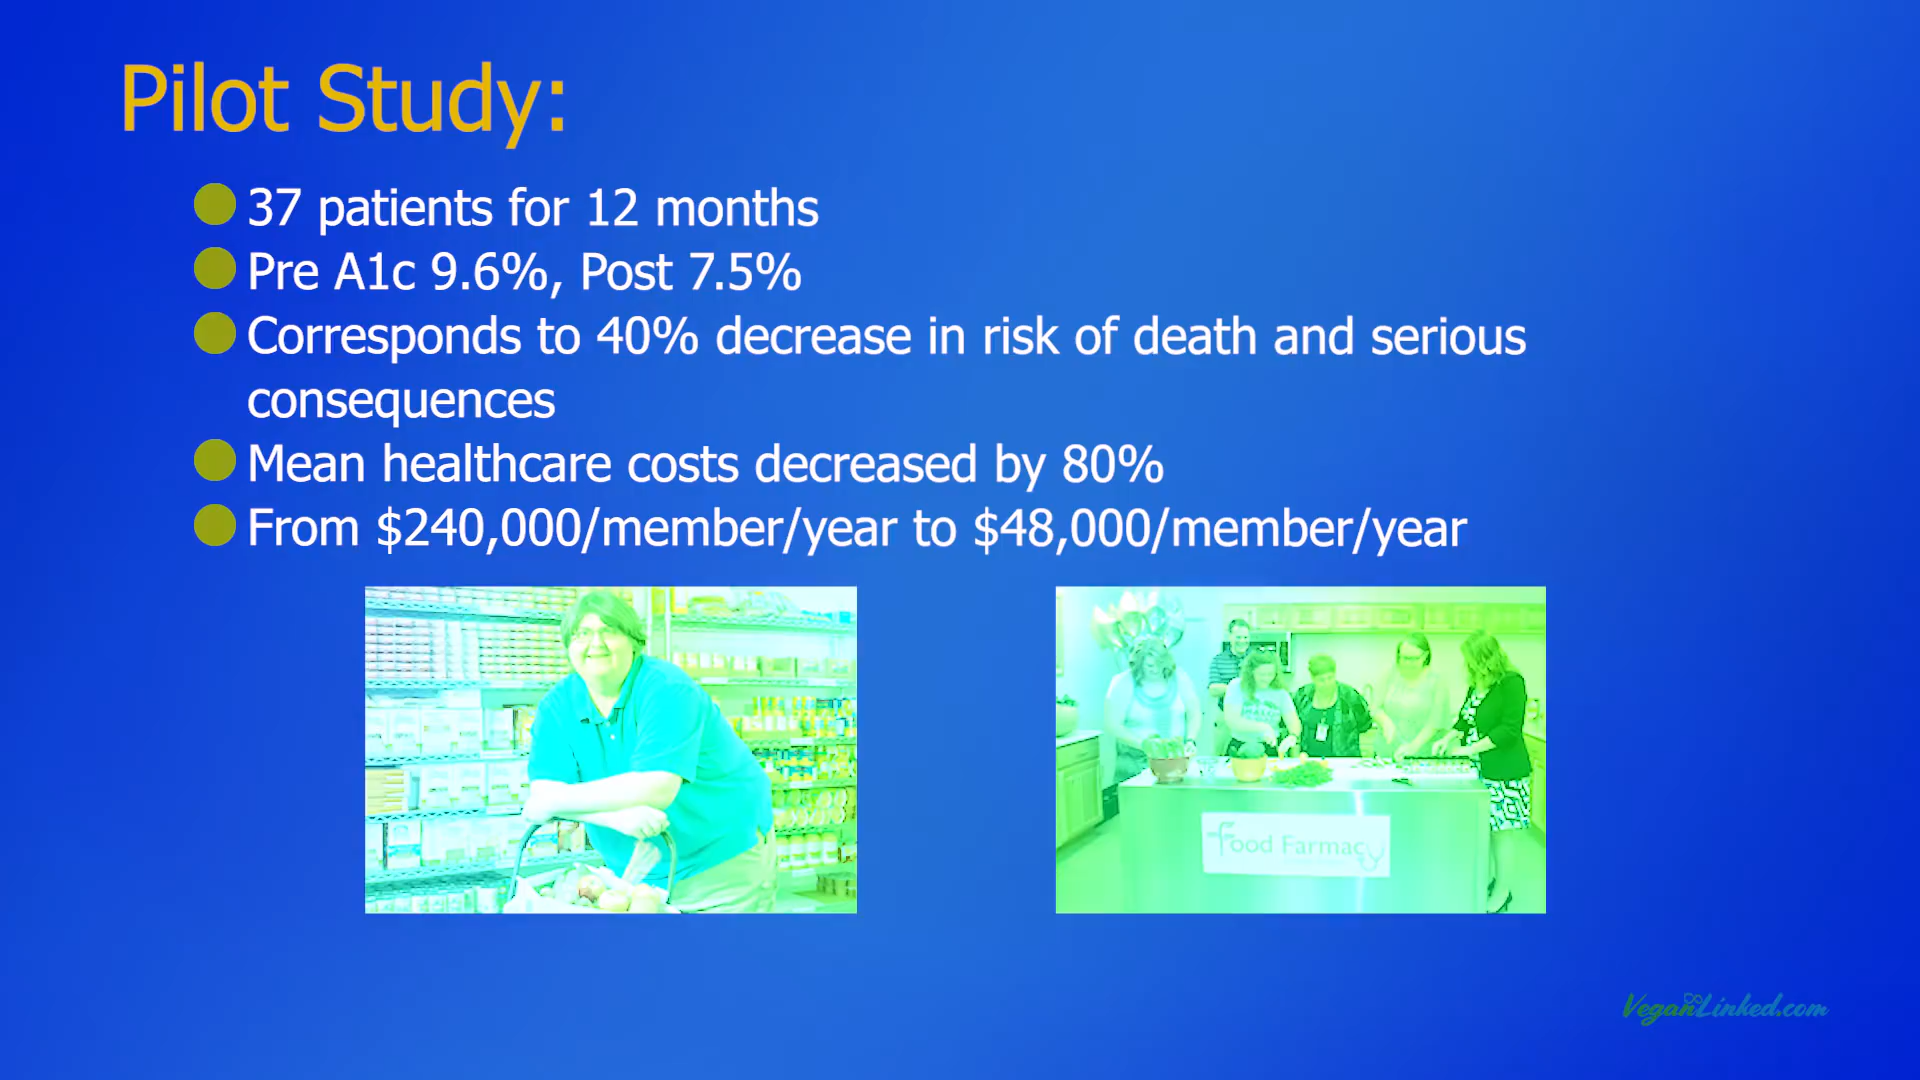 Pilot Study:
37 patients for 12 months
Pre A1c 9.6%, Post 7.5%
Corresponds to 40% decrease in risk of death and serious
consequences
Mean healthcare costs decreased by 80%
From $240,000/member/year to $48,000/member/year
Food Farmacy
VeganLinked.com